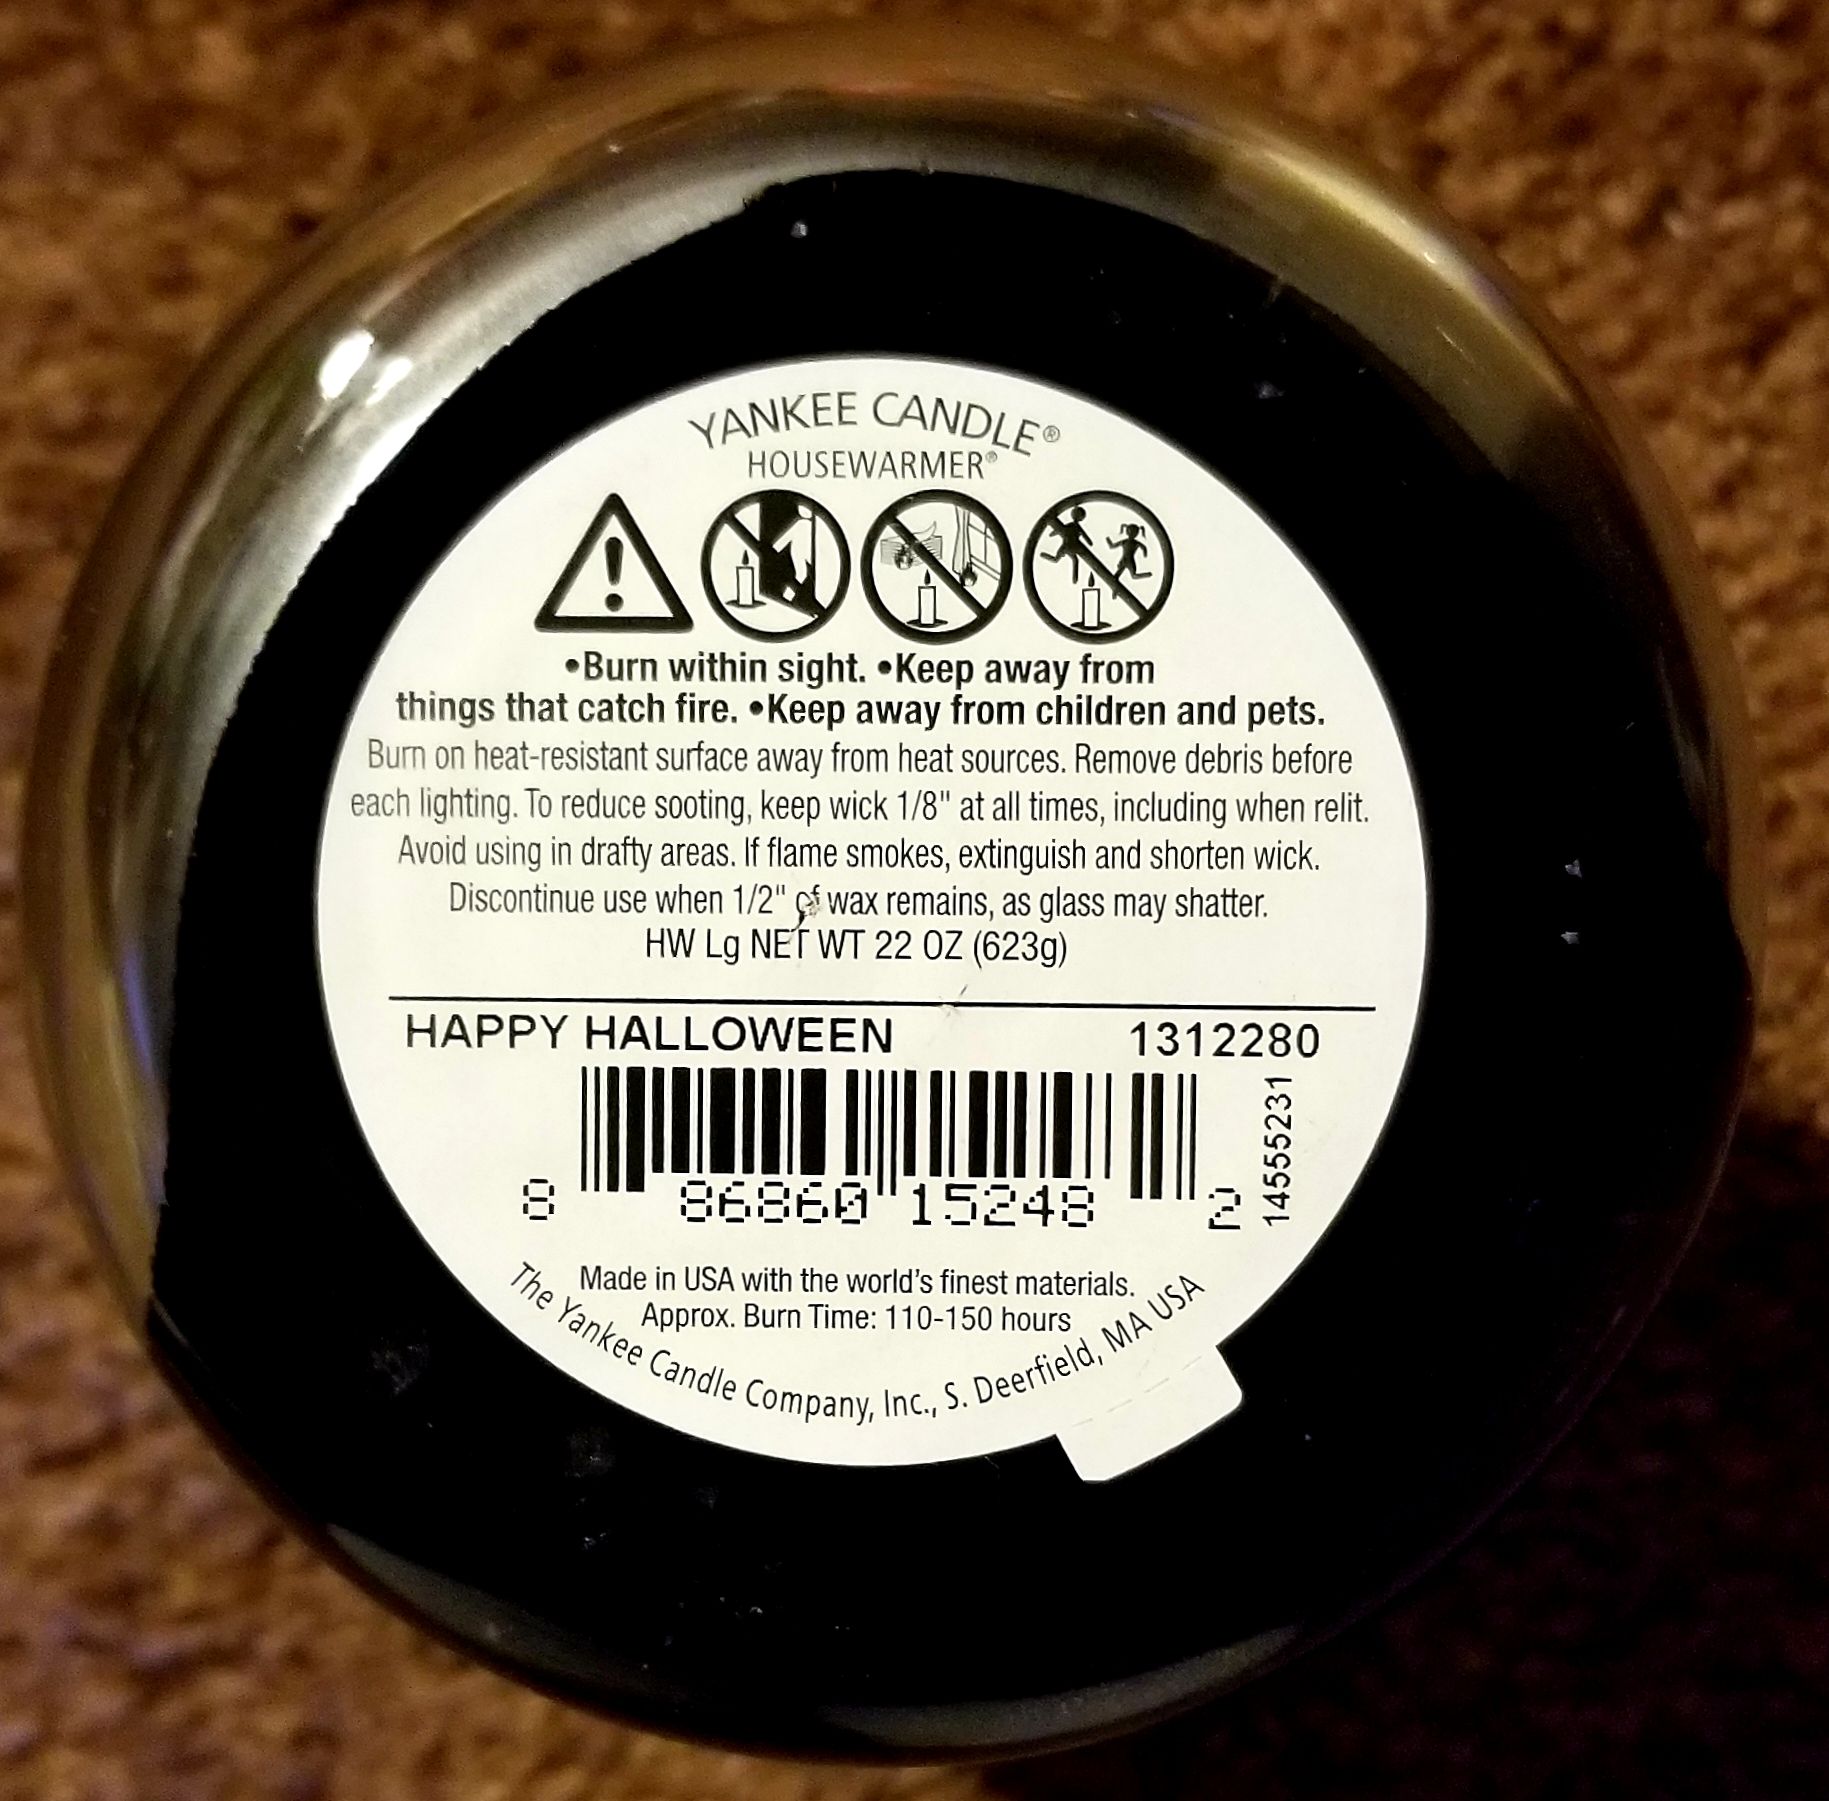 YANKEE CANDLE®
HOUSEWARMER®
•Burn within sight. •Keep away from
things that catch fire. •Keep away from children and pets.
Burn on heat-resistant surface away from heat sources. Remove debris before
each lighting. To reduce sooting, keep wick 1/8" at all times, including when relit.
Avoid using in drafty areas. If flame smokes, extinguish and shorten wick.
Discontinue use when 1/2" of wax remains, as glass may shatter.
HW Lg NET WT 22 OZ (623g)
HAPPY HALLOWEEN 1312280
8 86860 15248 2
14555231
Made in USA with the world's finest materials.
Approx. Burn Time: 110-150 hours
The Yankee Candle Company, Inc., S. Deerfield, MA USA